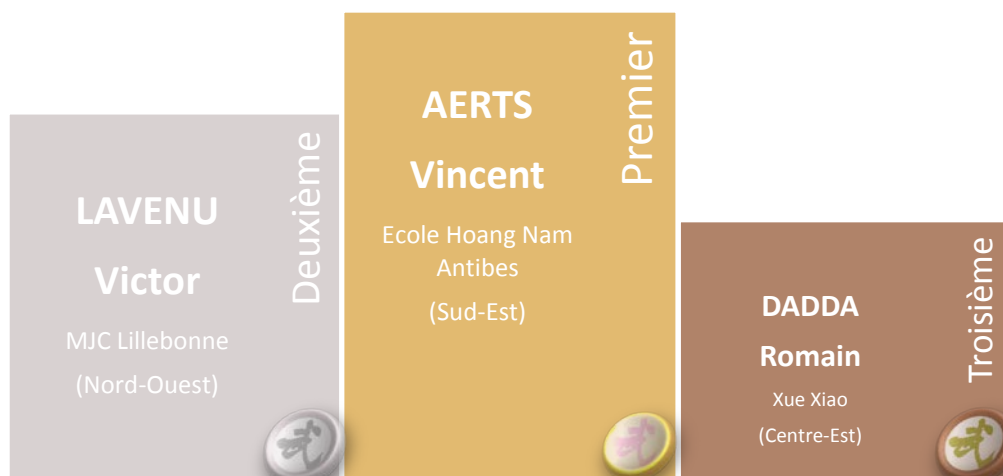 LAVENU
Victor
MJC Lillebonne
(Nord-Ouest)
Deuxième
AERTS
Vincent
Ecole Hoang Nam
Antibes
(Sud-Est)
Premier
DADDA
Romain
Xue Xiao
(Centre-Est)
Troisième